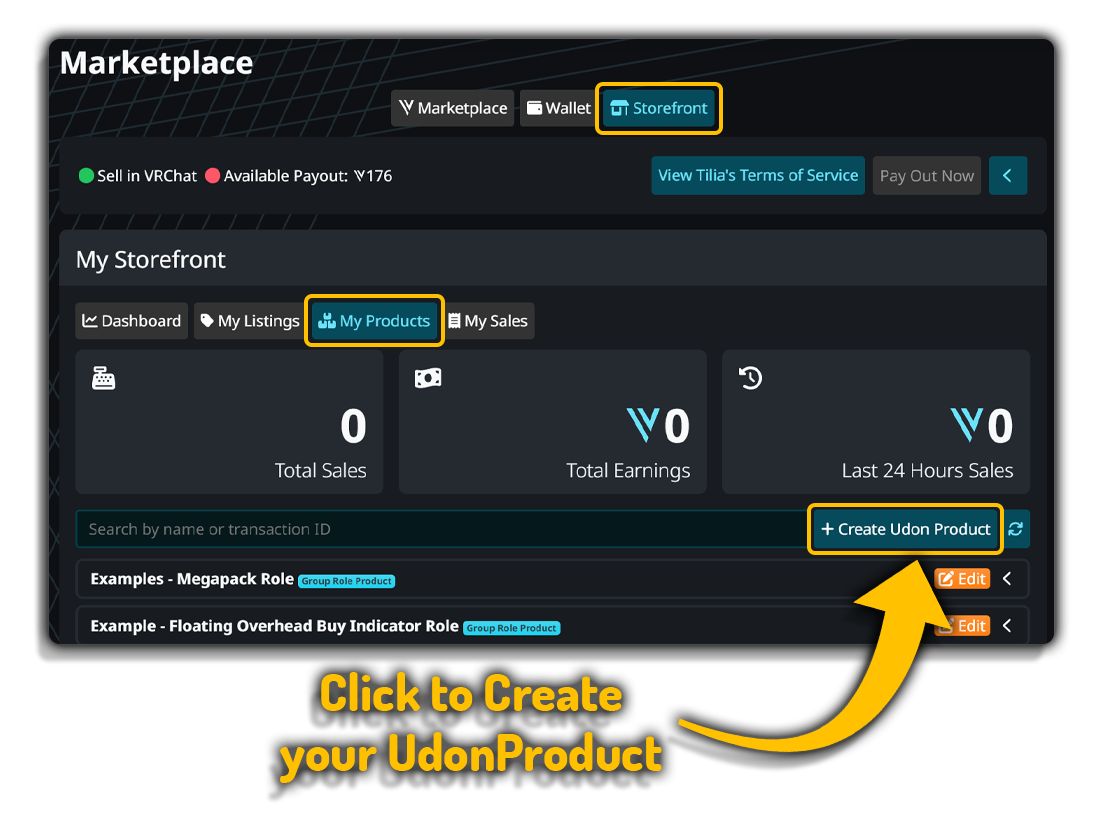 Marketplace
Marketplace Wallet Storefront
Sell in VRChat Available Payout: 176 View Tilia's Terms of Service Pay Out Now
My Storefront
Dashboard My Listings My Products My Sales
0 0 0
Total Sales Total Earnings Last 24 Hours Sales
Search by name or transaction ID + Create Udon Product
Examples - Megapack Role Group Role Product Edit
Example - Floating Overhead Buy Indicator Role Group Role Product Edit
Click to Create
your UdonProduct